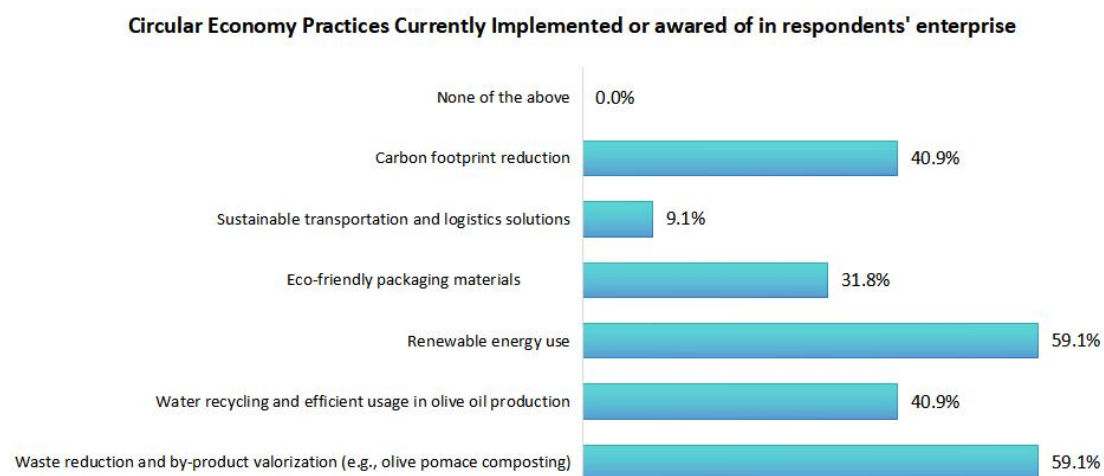 Circular Economy Practices Currently Implemented or awared of in respondents' enterprise
None of the above 0.0%
Carbon footprint reduction 40.9%
Sustainable transportation and logistics solutions 9.1%
Eco-friendly packaging materials 31.8%
Renewable energy use 59.1%
Water recycling and efficient usage in olive oil production 40.9%
Waste reduction and by-product valorization (e.g., olive pomace composting) 59.1%